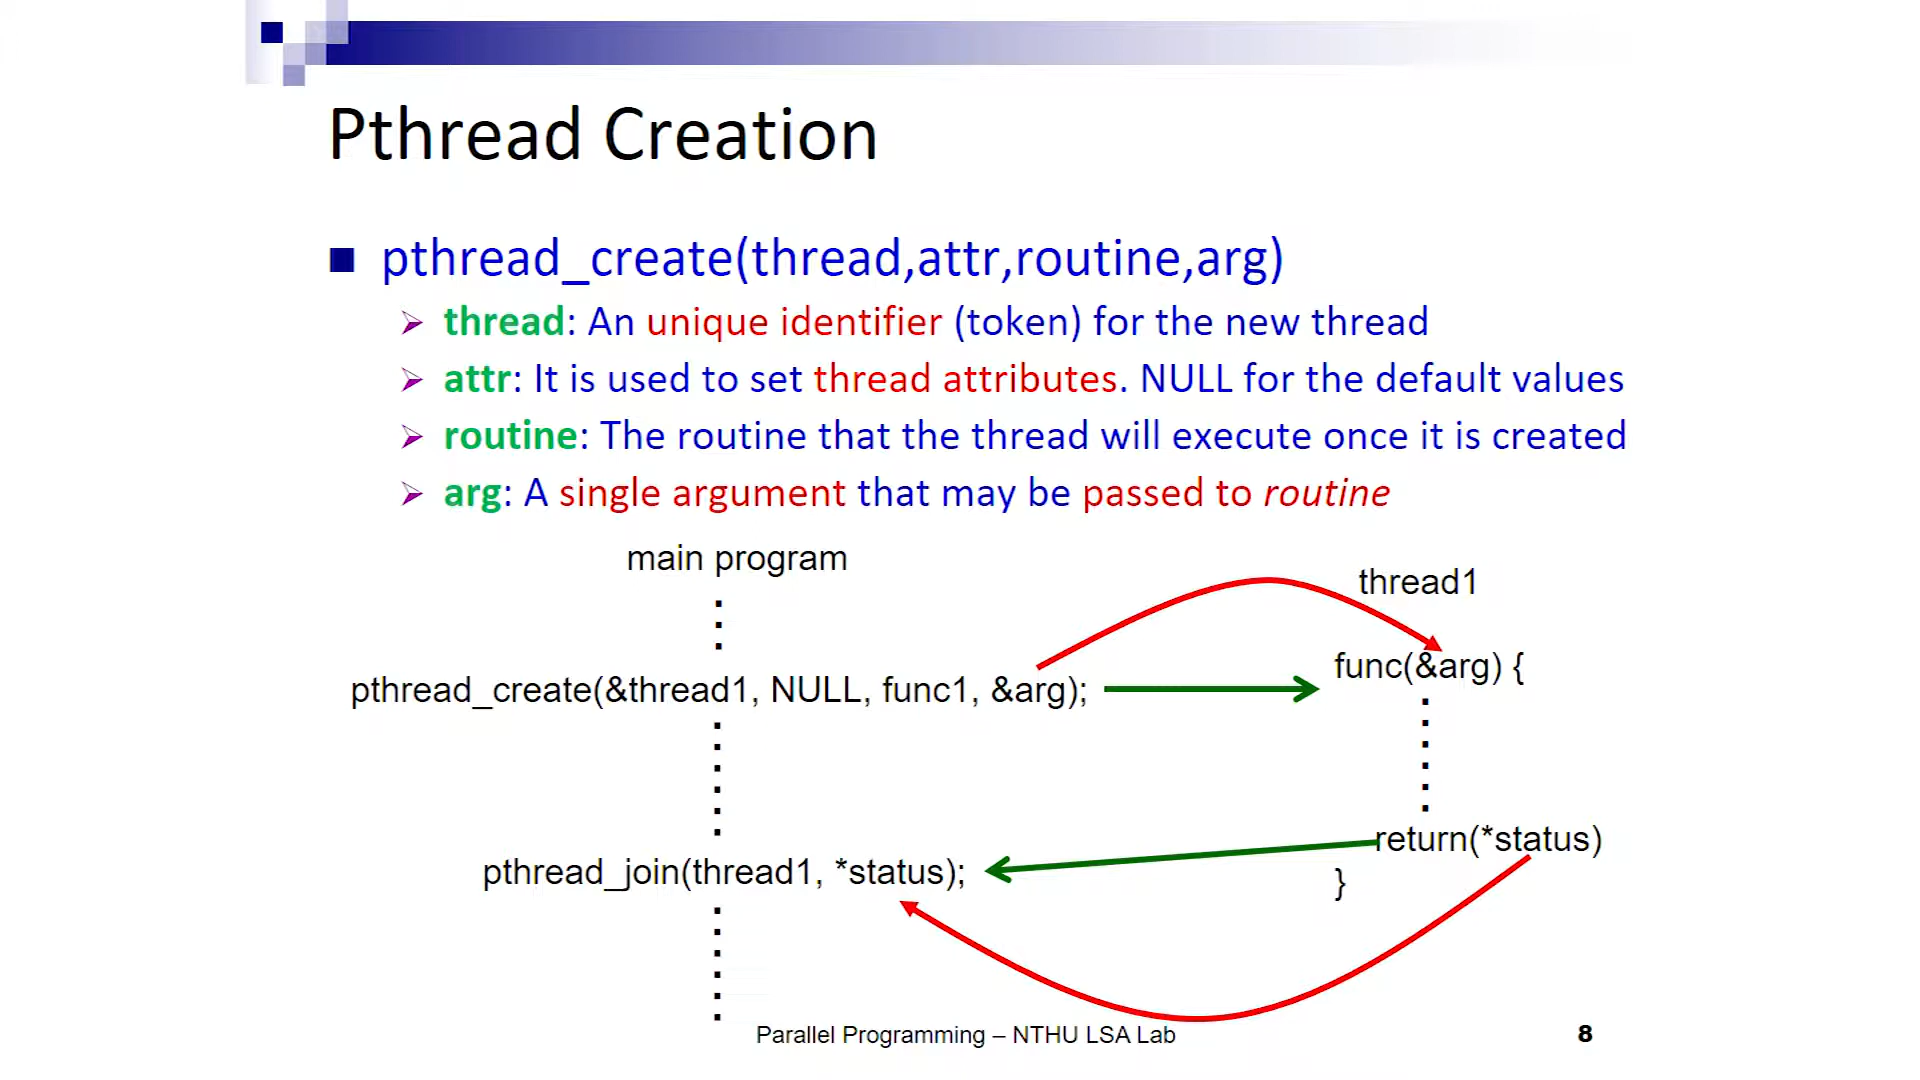 Pthread Creation
pthread_create(thread,attr,routine,arg)
thread: An unique identifier (token) for the new thread
attr: It is used to set thread attributes. NULL for the default values
routine: The routine that the thread will execute once it is created
arg: A single argument that may be passed to routine
main program
thread1
pthread_create(&thread1, NULL, func1, &arg);
func(&arg) {
return(*status)
pthread_join(thread1, *status);
}
Parallel Programming – NTHU LSA Lab
8